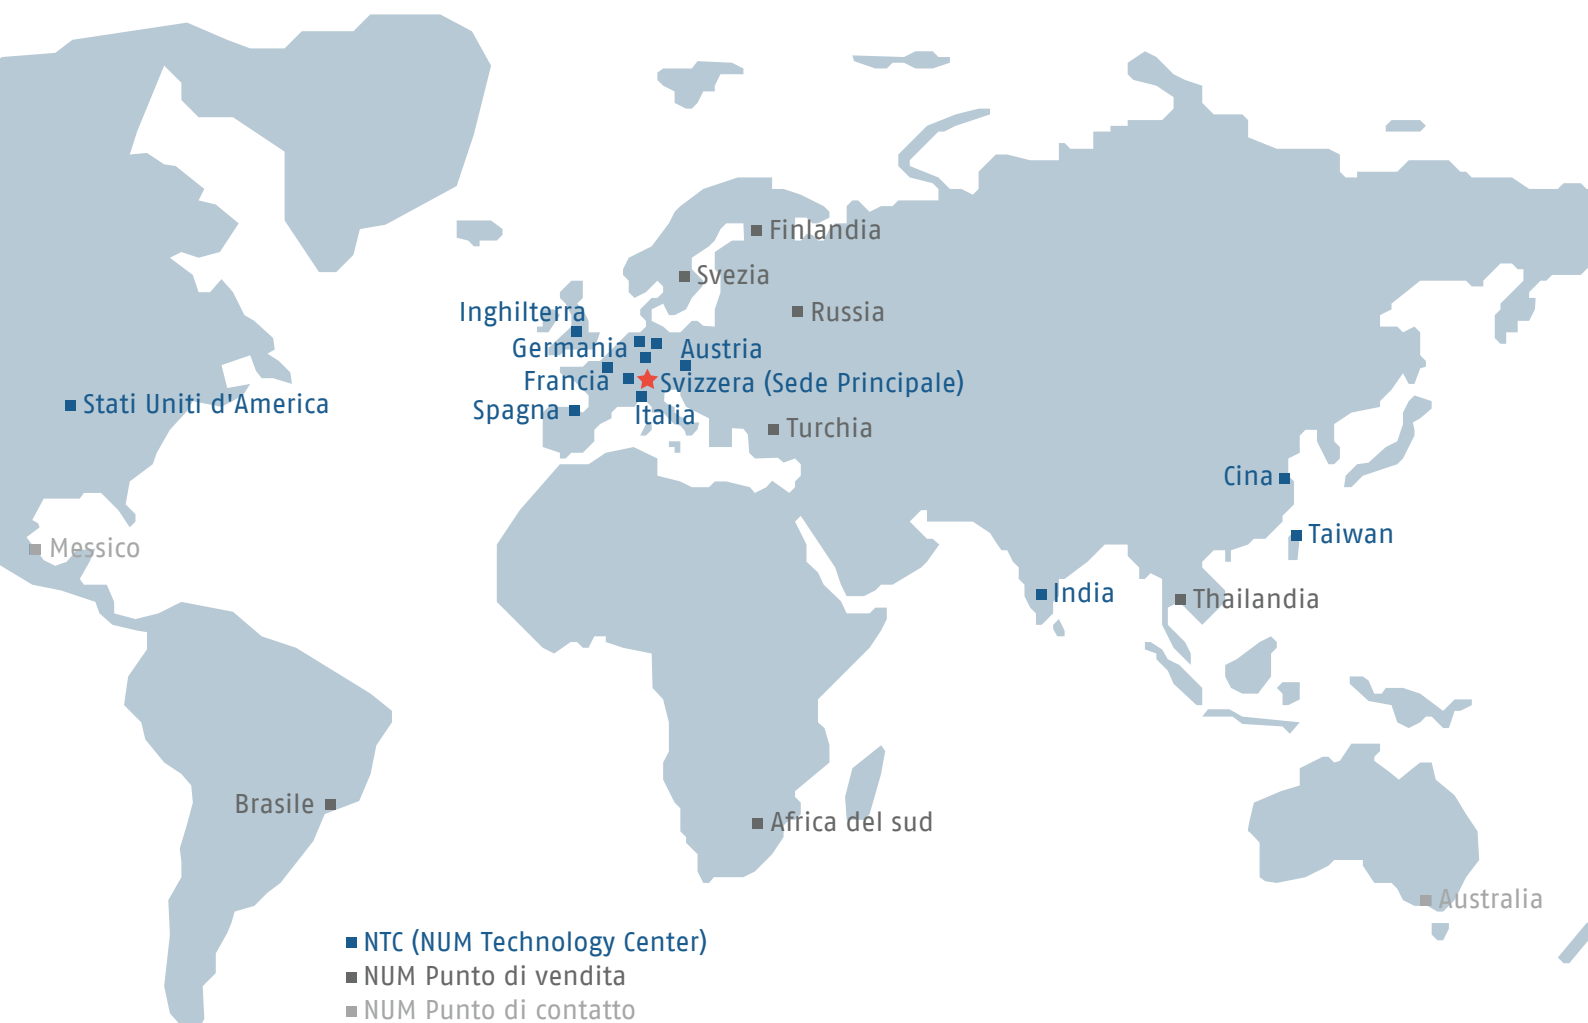 Finlandia
Svezia
Inghilterra
Russia
Germania
Austria
Francia
Svizzera (Sede Principale)
Stati Uniti d'America
Spagna
Italia
Turchia
Cina
Taiwan
Messico
India
Thailandia
Brasile
Africa del sud
Australia
NTC (NUM Technology Center)
NUM Punto di vendita
NUM Punto di contatto